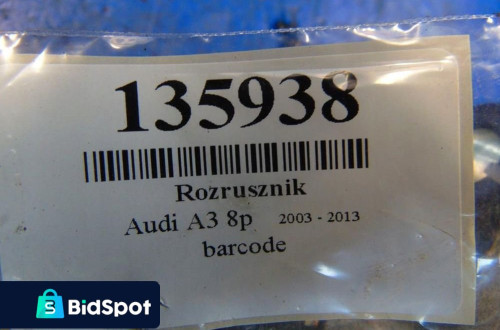 135938
Rozrusznik
Audi A3 8p 2003 - 2013
barcode
BidSpot